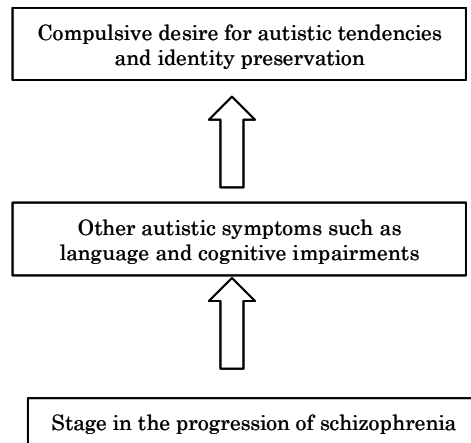 Compulsive desire for autistic tendencies
and identity preservation
Other autistic symptoms such as
language and cognitive impairments
Stage in the progression of schizophrenia